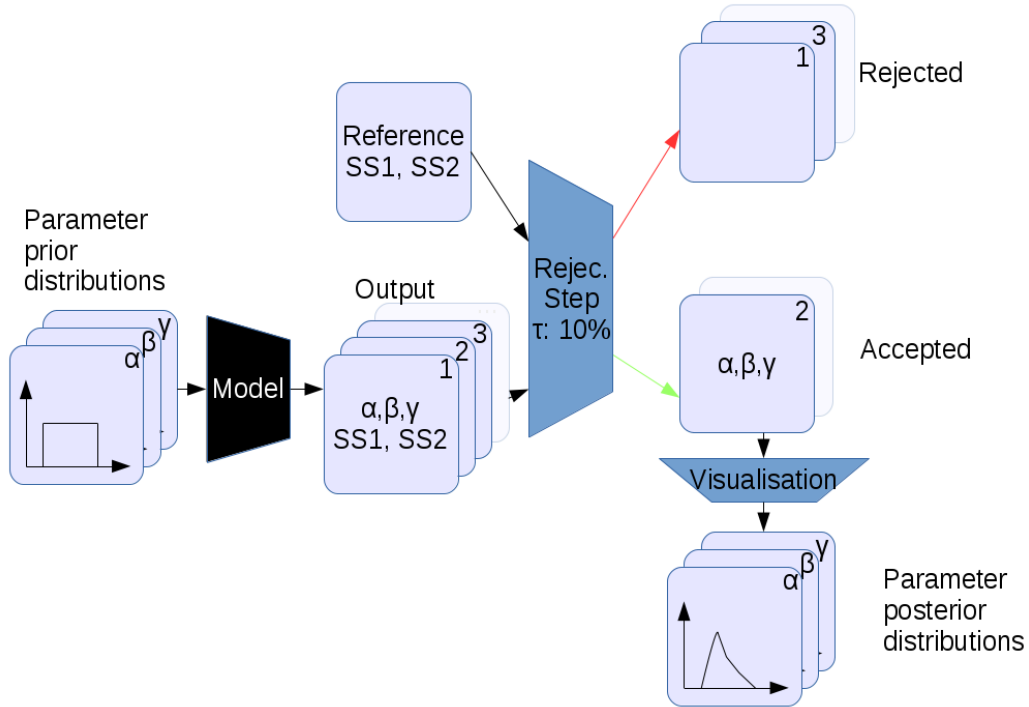 Parameter
prior
distributions
γ
β
α
Model
Reference
SS1, SS2
Output
...
3
2
1
α,β,γ
SS1, SS2
Rejec.
Step
τ: 10%
3
1
Rejected
2
α,β,γ
Accepted
Visualisation
γ
β
α
Parameter
posterior
distributions